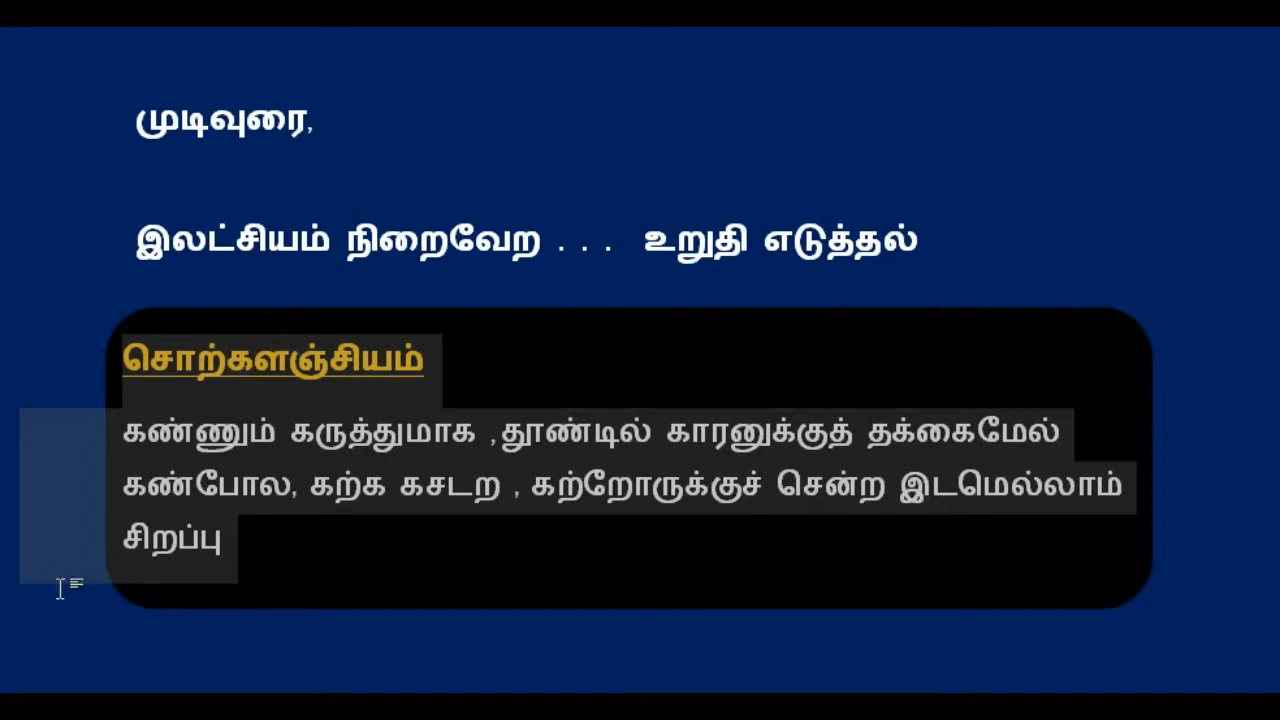 முடிவுரை,
இலட்சியம் நிறைவேற . . . உறுதி எடுத்தல்
சொற்களஞ்சியம்
கண்ணும் கருத்துமாக ,தூண்டில் காரனுக்குத் தக்கைமேல்
கண்போல, கற்க கசடற , கற்றோருக்குச் சென்ற இடமெல்லாம்
சிறப்பு